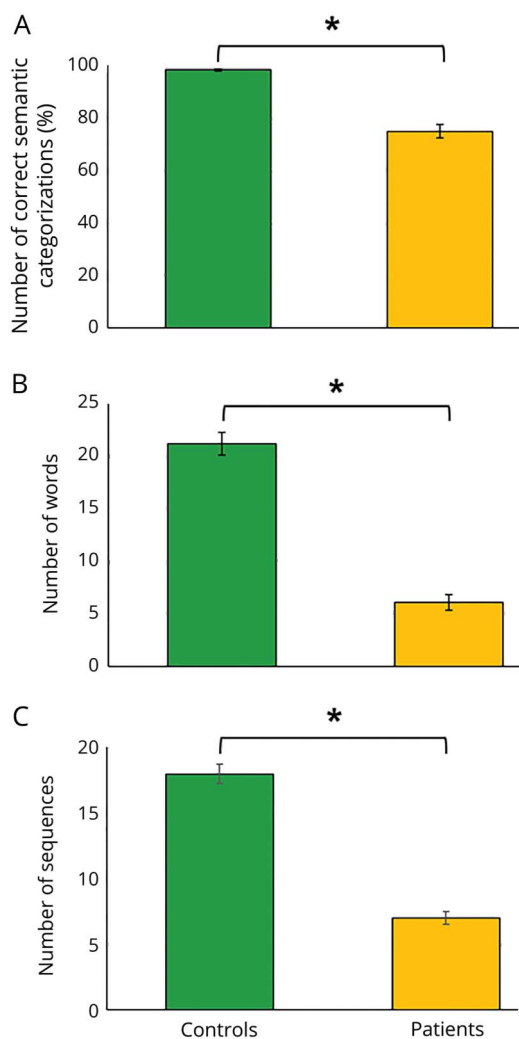 A
*
Number of correct semantic
categorizations (%)
100
80
60
40
20
0
B
*
Number of words
25
20
15
10
5
0
C
*
Number of sequences
20
15
10
5
0
Controls Patients